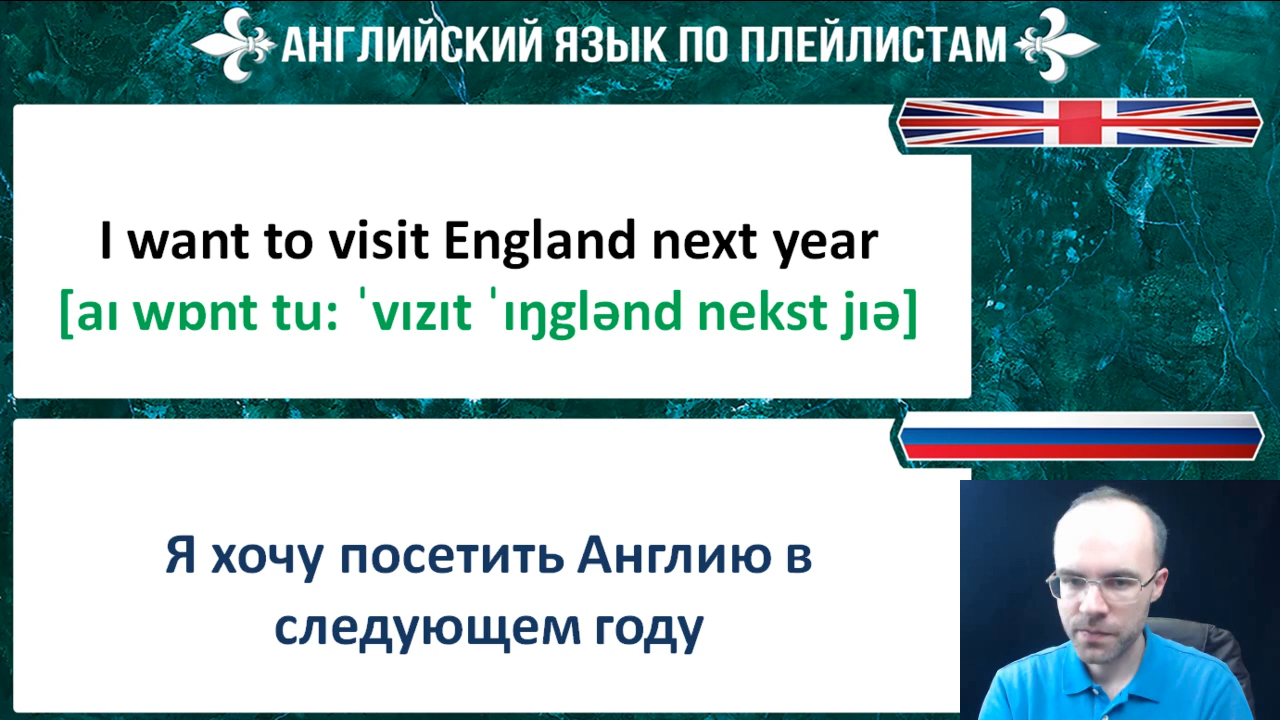 АНГЛИЙСКИЙ ЯЗЫК ПО ПЛЕЙЛИСТАМ
I want to visit England next year
[aɪ wɒnt tu: ˈvɪzɪt ˈɪŋglənd nekst jɪə]
Я хочу посетить Англию в
следующем году